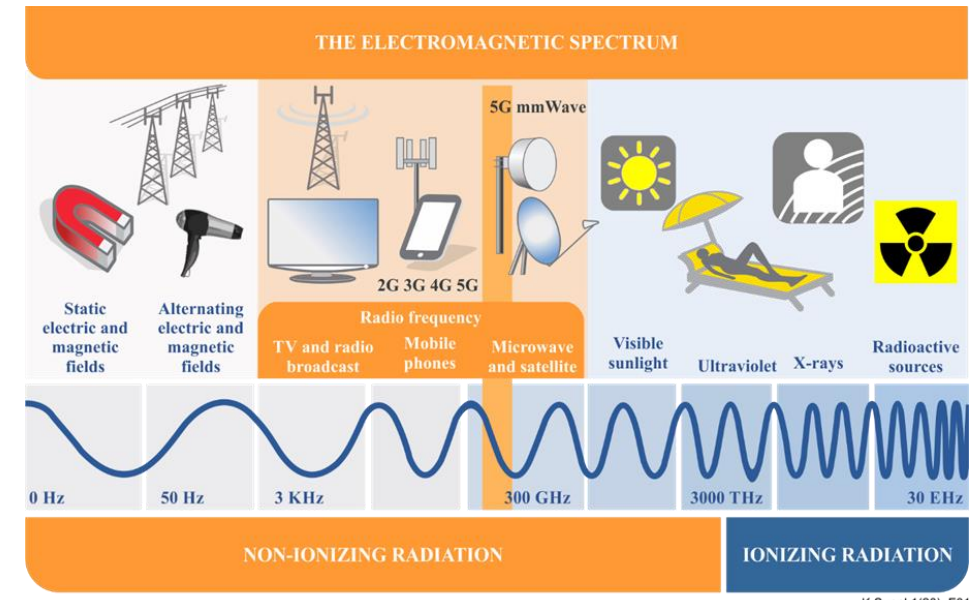 THE ELECTROMAGNETIC SPECTRUM
5G mmWave
2G 3G 4G 5G
Static
electric and
magnetic
fields
Alternating
electric and
magnetic
fields
Radio frequency
TV and radio
broadcast
Mobile
phones
Microwave
and satellite
Visible
sunlight
Ultraviolet
X-rays
Radioactive
sources
0 Hz
50 Hz
3 KHz
300 GHz
3000 THz
30 EHz
NON-IONIZING RADIATION
IONIZING RADIATION